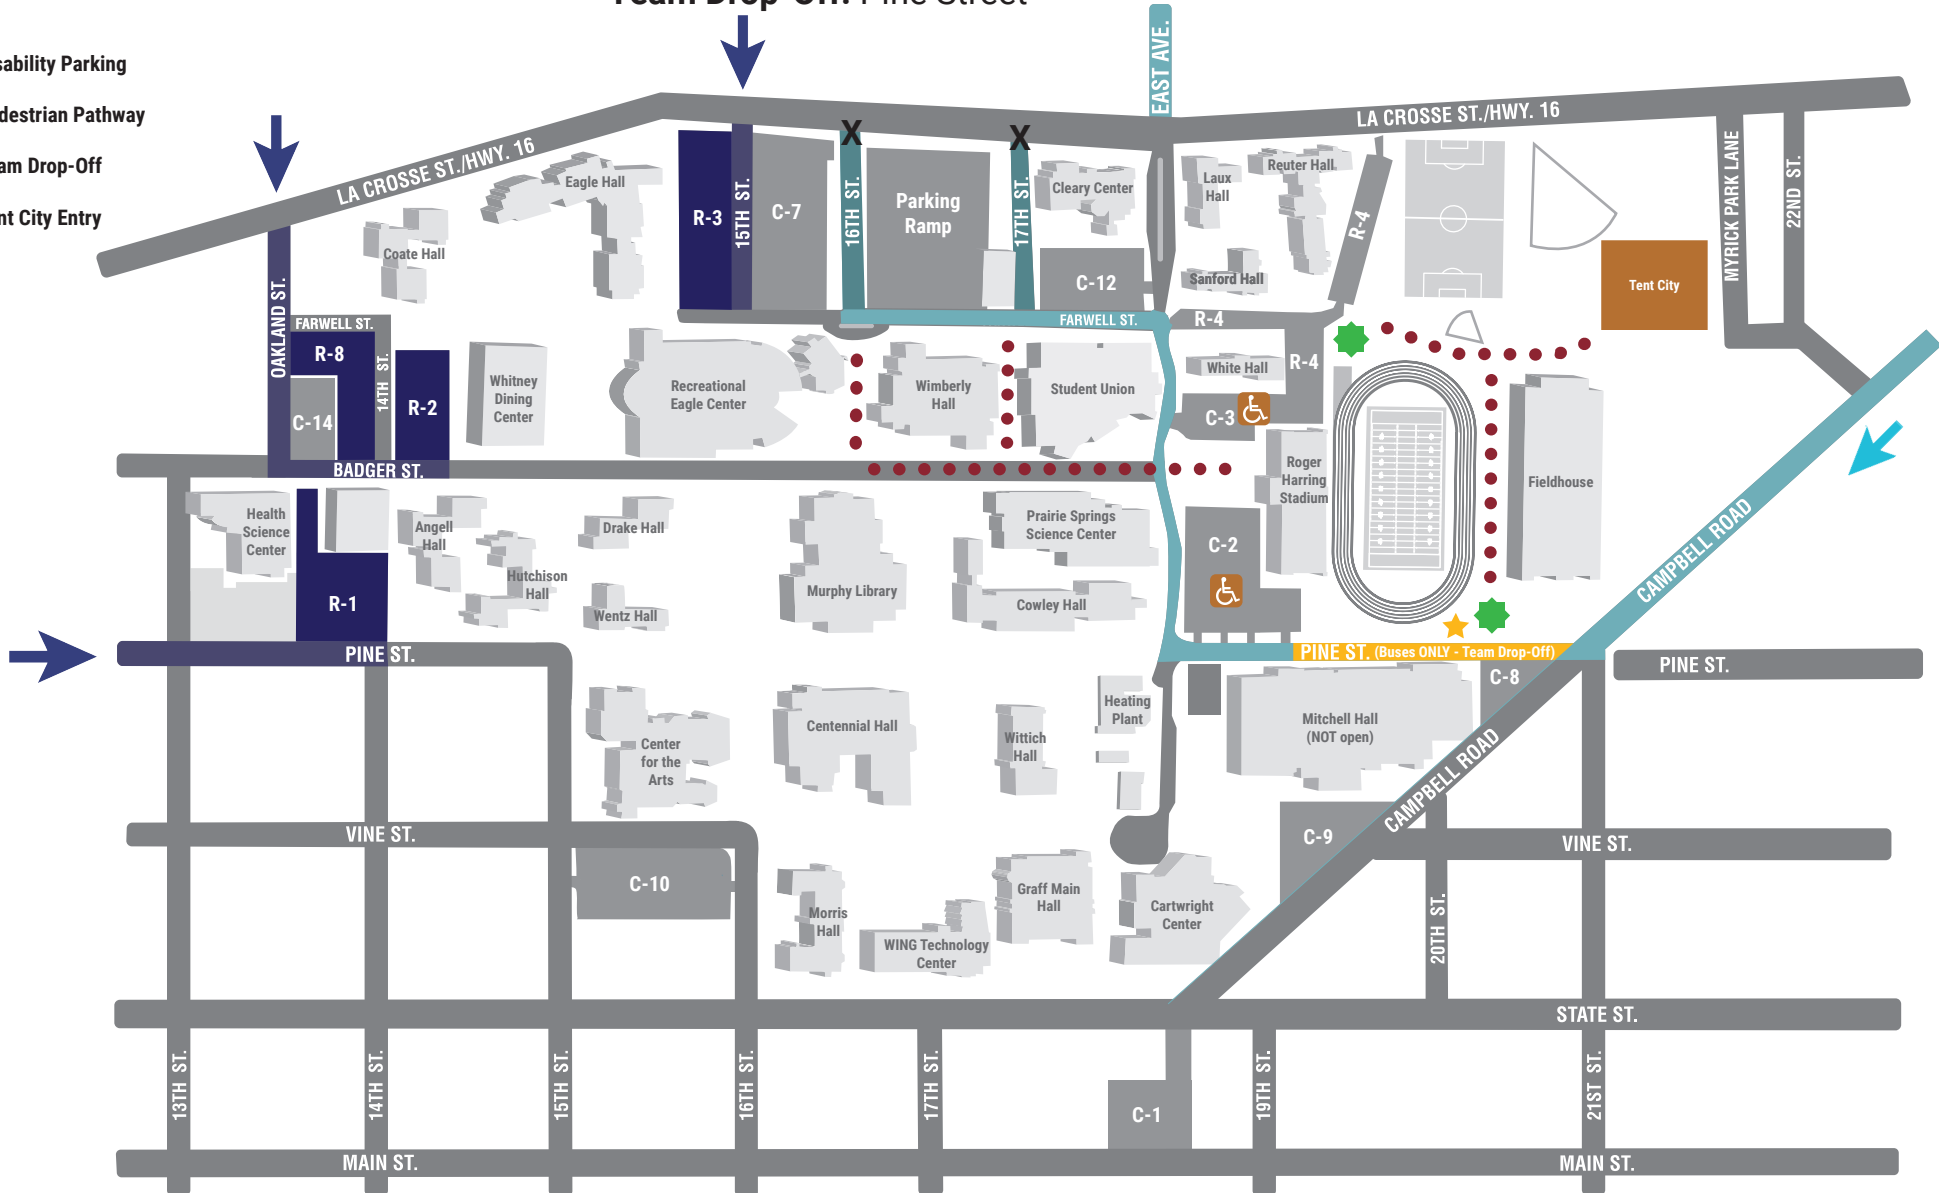 Team Drop-Off: Pine Street
sability Parking
destrian Pathway
am Drop-Off
nt City Entry
EAST AVE.
LA CROSSE ST./HWY. 16
LA CROSSE ST./HWY. 16
X
X
Eagle Hall
Coate Hall
R-3
15TH ST.
C-7
16TH ST.
Parking
Ramp
17TH ST.
Cleary Center
C-12
Laux
Hall
Reuter Hall
Sanford Hall
R-4
MYRICK PARK LANE
22ND ST.
Tent City
OAKLAND ST.
FARWELL ST.
R-8
14TH ST.
C-14
R-2
FARWELL ST.
R-4
R-4
Whitney
Dining
Center
Recreational
Eagle Center
Wimberly
Hall
Student Union
White Hall
C-3
BADGER ST.
Roger
Harring
Stadium
Fieldhouse
CAMPBELL ROAD
Health
Science
Center
R-1
Angell
Hall
Hutchison
Hall
Drake Hall
Wentz Hall
Murphy Library
Prairie Springs
Science Center
Cowley Hall
C-2
PINE ST.
PINE ST. (Buses ONLY - Team Drop-Off)
PINE ST.
C-8
Center
for the
Arts
Centennial Hall
Wittich
Hall
Heating
Plant
Mitchell Hall
(NOT open)
CAMPBELL ROAD
VINE ST.
C-9
VINE ST.
C-10
Morris
Hall
WING Technology
Center
Graff Main
Hall
Cartwright
Center
20TH ST.
STATE ST.
13TH ST.
14TH ST.
15TH ST.
16TH ST.
17TH ST.
C-1
19TH ST.
21ST ST.
MAIN ST.
MAIN ST.